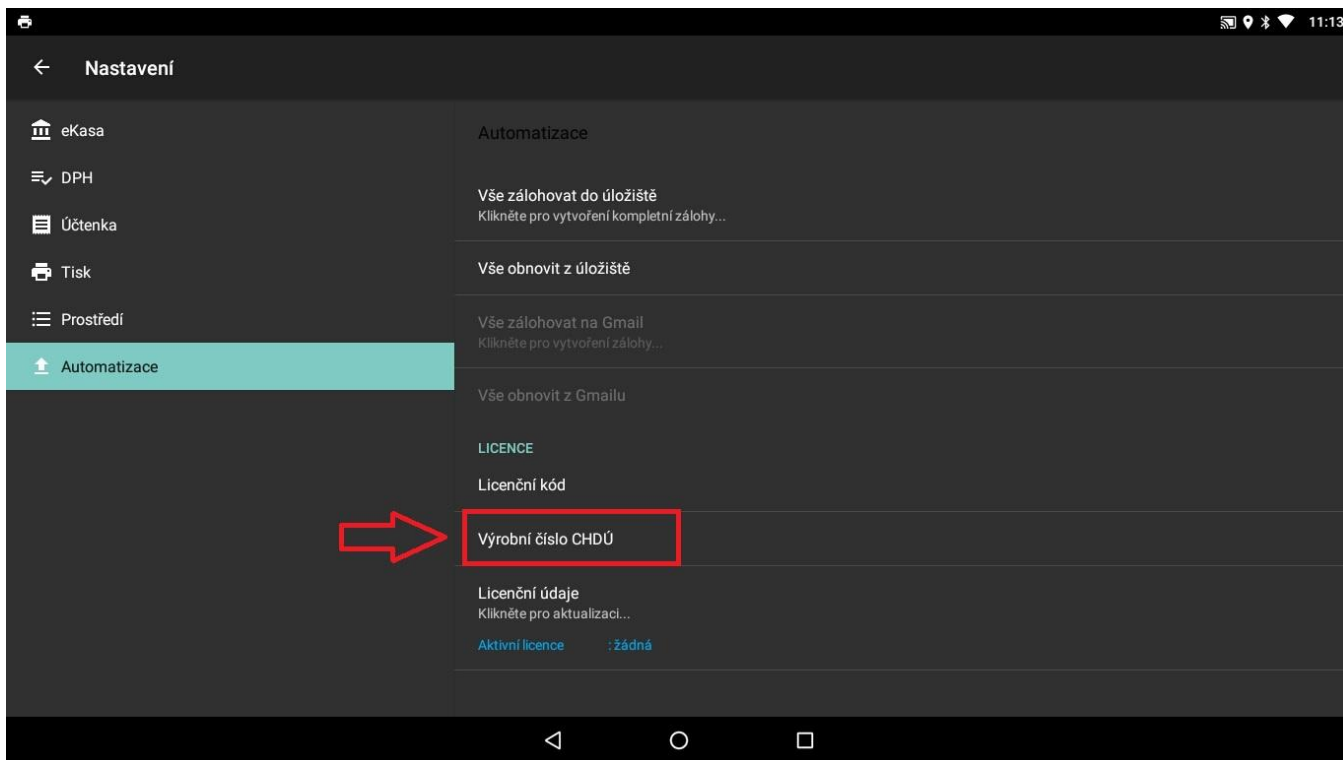 11:13
Nastavení
eKasa
DPH
Účtenka
Tisk
Prostředí
Automatizace
Automatizace
Vše zálohovat do úložiště
Klikněte pro vytvoření kompletní zálohy...
Vše obnovit z úložiště
Vše zálohovat na Gmail
Klikněte pro vytvoření zálohy...
Vše obnovit z Gmailu
LICENCE
Licenční kód
Výrobní číslo CHDÚ
Licenční údaje
Klikněte pro aktualizaci...
Aktivní licence :žádná